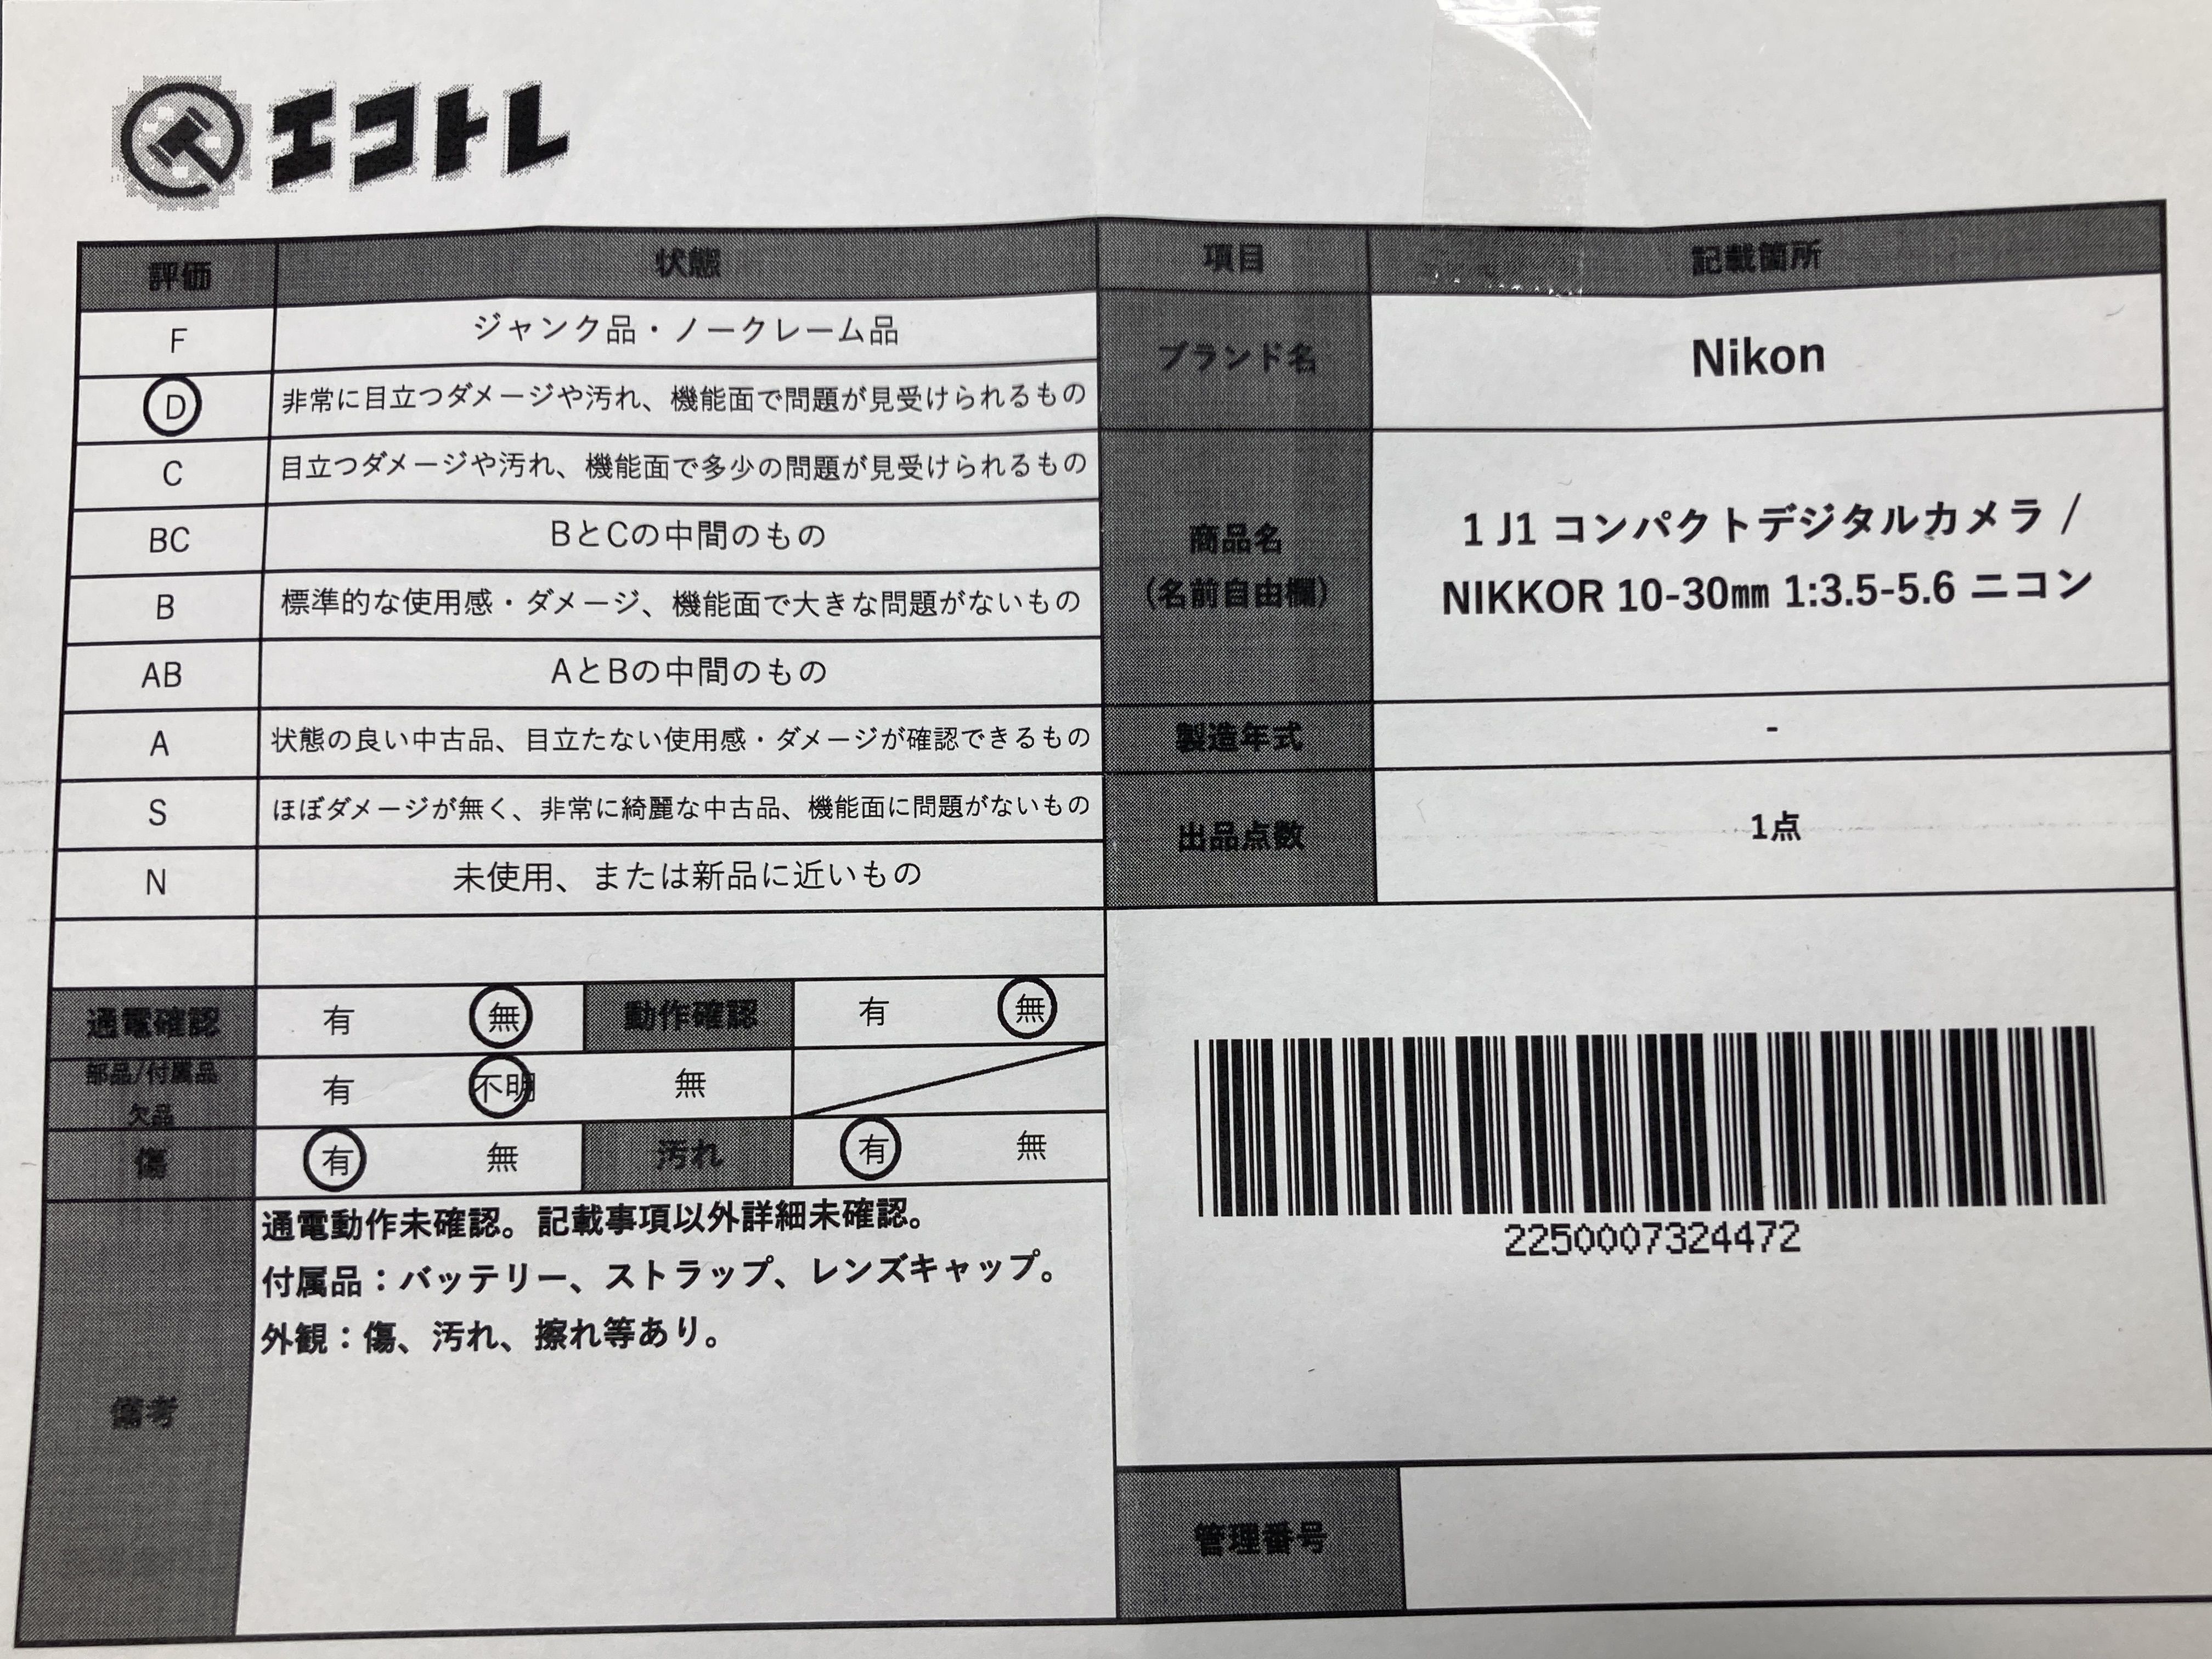 エコトレ
評価 状態
F ジャンク品・ノークレーム品
D 非常に目立つダメージや汚れ、機能面で問題が見受けられるもの
C 目立つダメージや汚れ、機能面で多少の問題が見受けられるもの
BC BとCの中間のもの
B 標準的な使用感・ダメージ、機能面で大きな問題がないもの
AB AとBの中間のもの
A 状態の良い中古品、目立たない使用感・ダメージが確認できるもの
S ほぼダメージが無く、非常に綺麗な中古品、機能面に問題がないもの
N 未使用、または新品に近いもの
通電確認 有 無 動作確認 有 無
部品/付属品
欠品 有 不明 無
傷 有 無 汚れ 有 無
備考
通電動作未確認。記載事項以外詳細未確認。
付属品：バッテリー、ストラップ、レンズキャップ。
外観：傷、汚れ、擦れ等あり。
項目 記載箇所
ブランド名 Nikon
商品名
(名前自由欄)
1 J1 コンパクトデジタルカメラ /
NIKKOR 10-30㎜ 1:3.5-5.6 ニコン
製造年式 -
出品点数 1点
2250007324472
管理番号